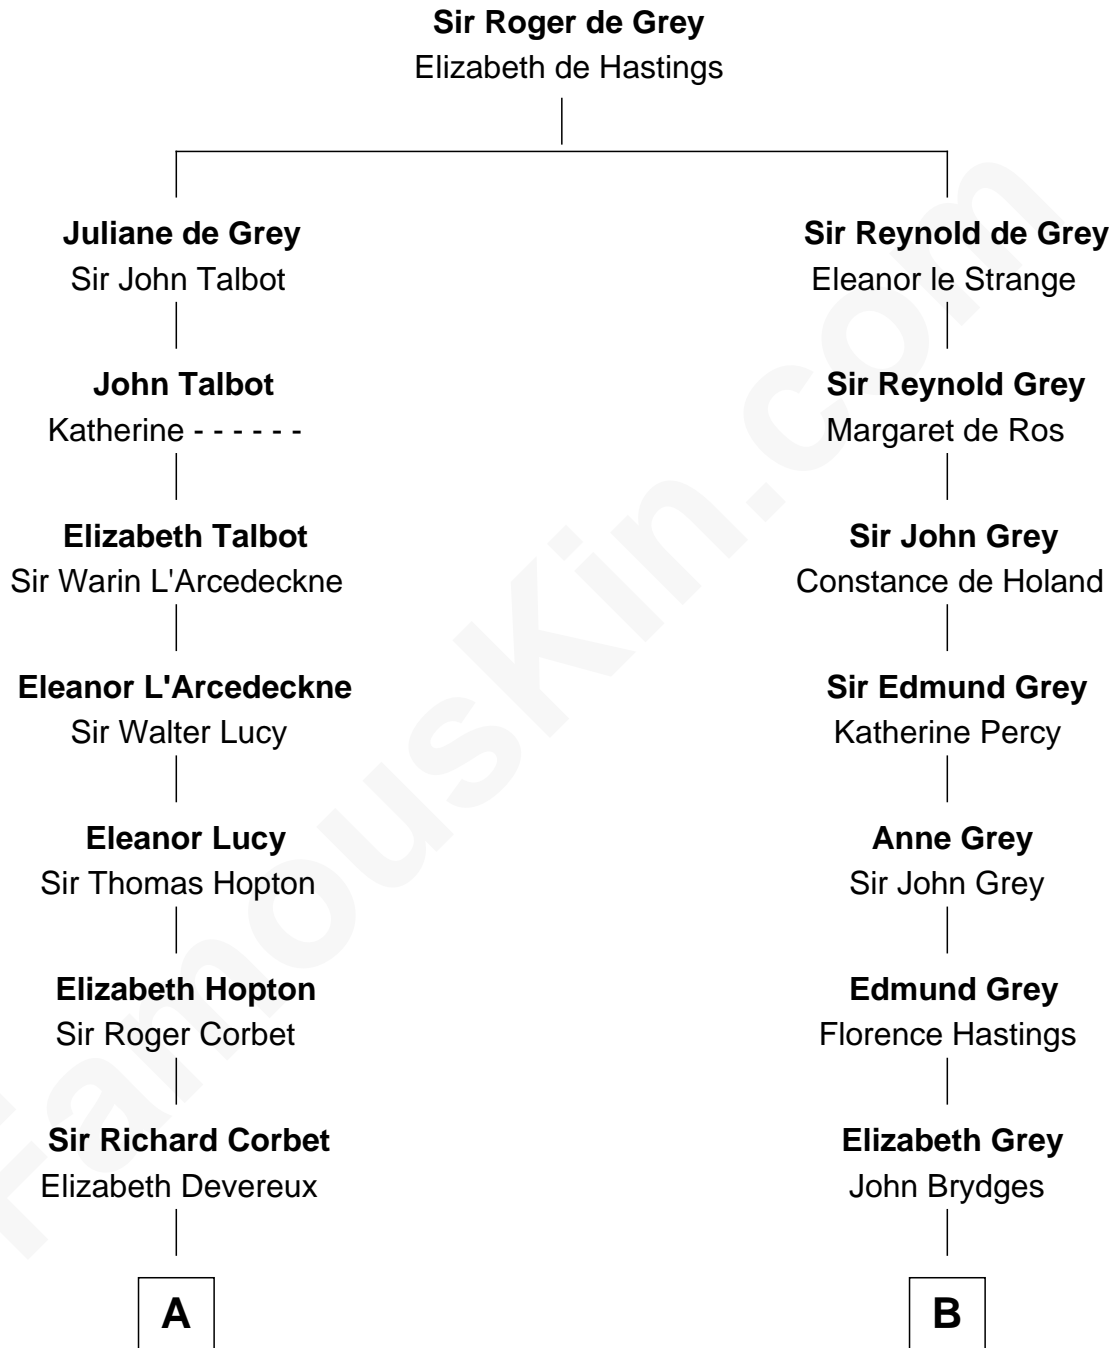 Sir Roger de Grey
Elizabeth de Hastings
Juliane de Grey
Sir John Talbot
John Talbot
Katherine - - - - - -
Elizabeth Talbot
Sir Warin L'Arcedeckne
Eleanor L'Arcedeckne
Sir Walter Lucy
Eleanor Lucy
Sir Thomas Hopton
Elizabeth Hopton
Sir Roger Corbet
Sir Richard Corbet
Elizabeth Devereux
A
Sir Reynold de Grey
Eleanor le Strange
Sir Reynold Grey
Margaret de Ros
Sir John Grey
Constance de Holand
Sir Edmund Grey
Katherine Percy
Anne Grey
Sir John Grey
Edmund Grey
Florence Hastings
Elizabeth Grey
John Brydges
B
FamousKin.com